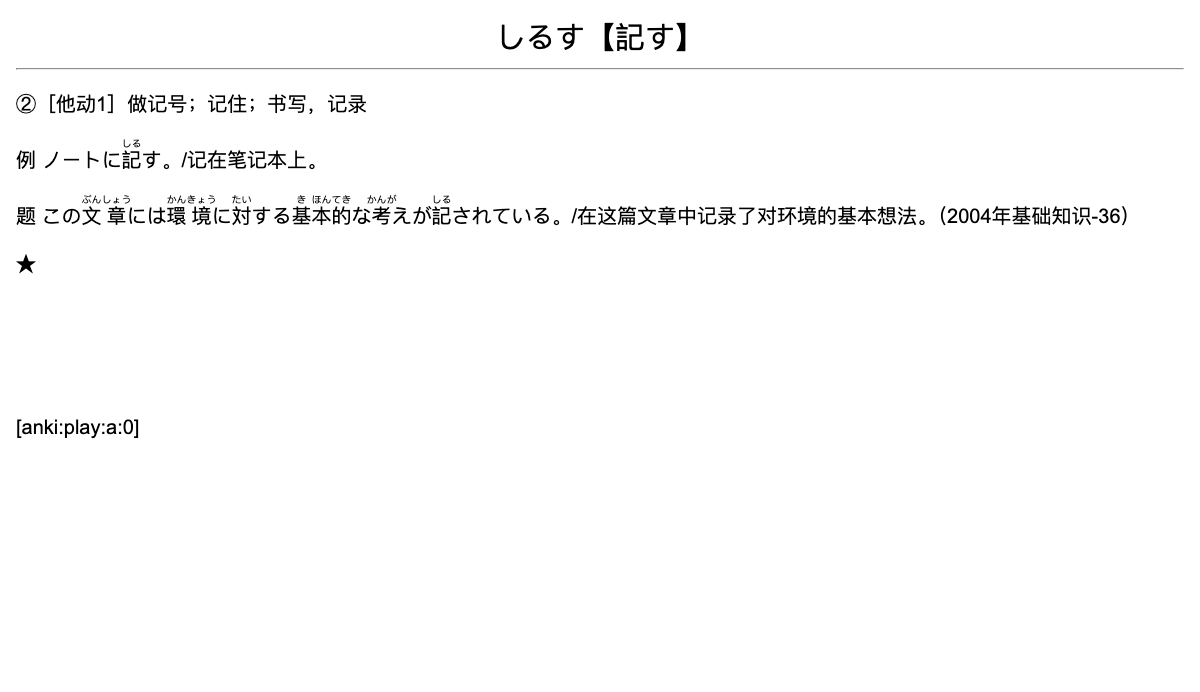 しるす【記す】
②［他动1］做记号；记住；书写，记录
しる
例 ノートに記す。/记在笔记本上。
ぶんしょう かんきょう たい き ほんてき かんが しる
题 この文章には環境に対する基本的な考えが記されている。/在这篇文章中记录了对环境的基本想法。（2004年基础知识-36）
★
[anki:play:a:0]